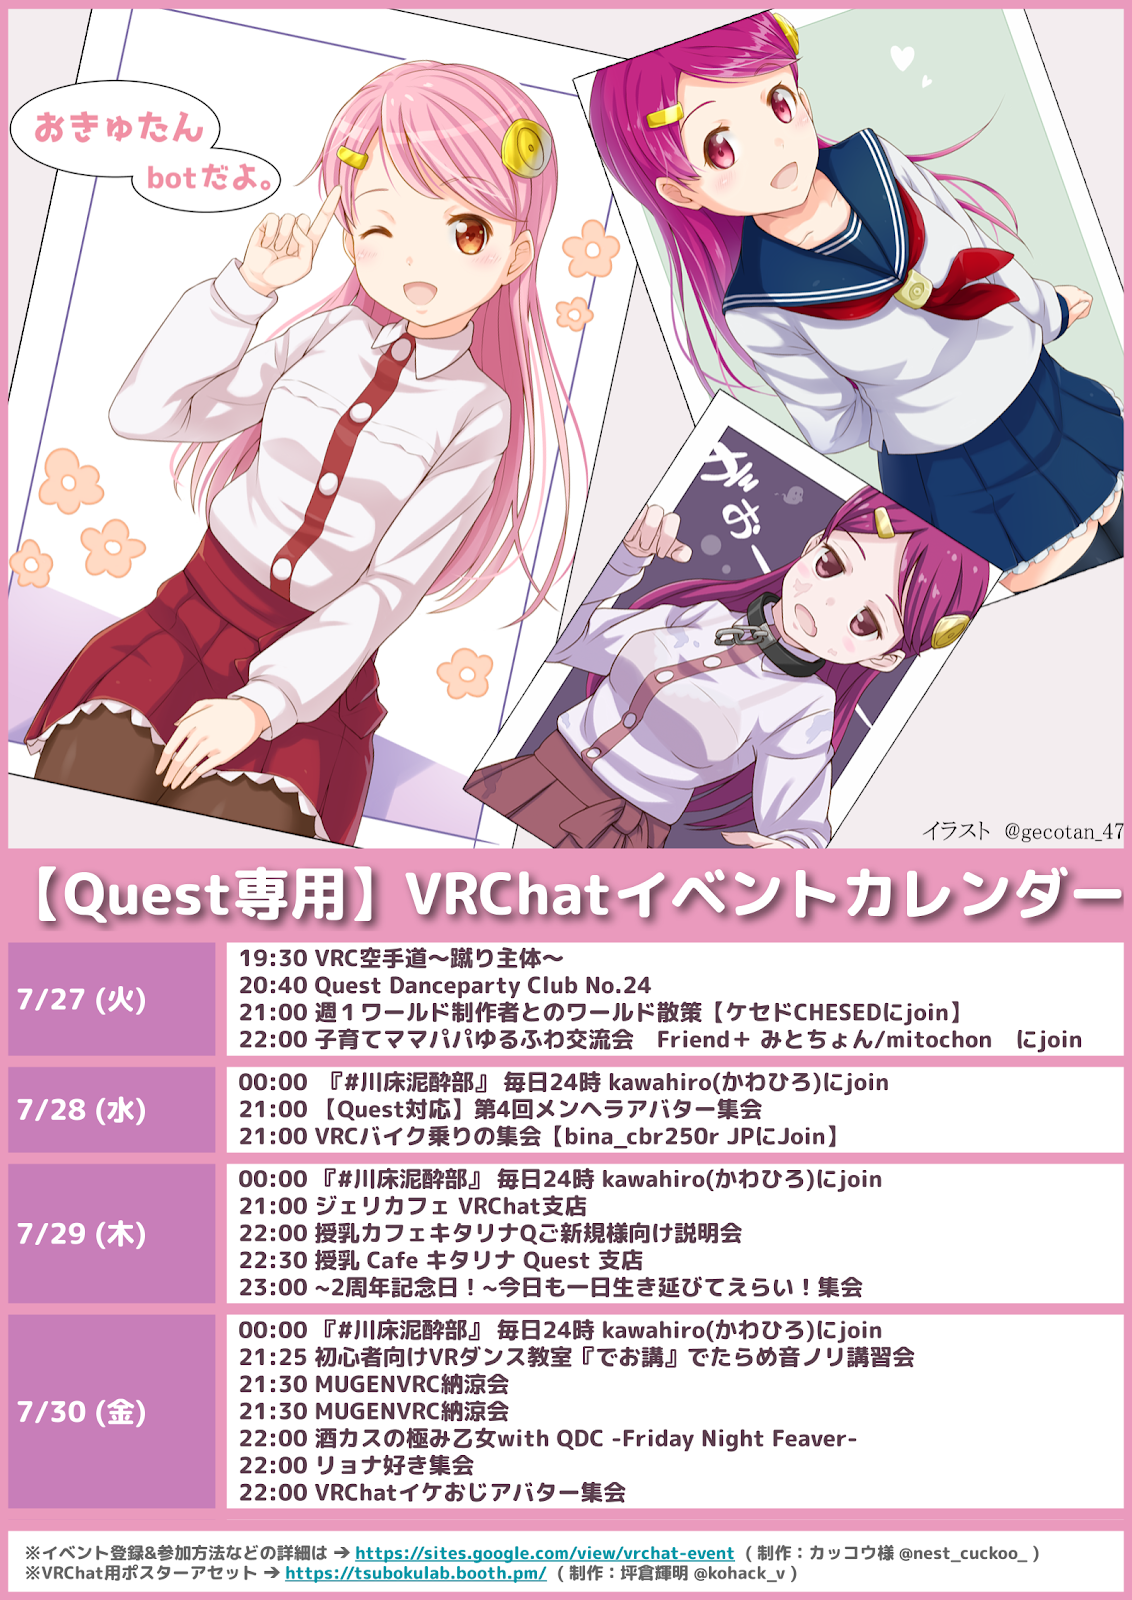 おきゅたん
botだよ。
がおー
イラスト @gecotan_47
【Quest専用】VRChatイベントカレンダー
7/27 (火)
19:30 VRC空手道〜蹴り主体〜
20:40 Quest Danceparty Club No.24
21:00 週１ワールド制作者とのワールド散策【ケセドCHESEDにjoin】
22:00 子育てママパパゆるふわ交流会　Friend＋ みとちょん/mitochon　にjoin
7/28 (水)
00:00 『#川床泥酔部』 毎日24時 kawahiro(かわひろ)にjoin
21:00 【Quest対応】第4回メンヘラアバター集会
21:00 VRCバイク乗りの集会【bina_cbr250r JPにJoin】
7/29 (木)
00:00 『#川床泥酔部』 毎日24時 kawahiro(かわひろ)にjoin
21:00 ジェリカフェ VRChat支店
22:00 授乳カフェキタリナQご新規様向け説明会
22:30 授乳 Cafe キタリナ Quest 支店
23:00 ~2周年記念日！~今日も一日生き延びてえらい！集会
7/30 (金)
00:00 『#川床泥酔部』 毎日24時 kawahiro(かわひろ)にjoin
21:25 初心者向けVRダンス教室『でお講』でたらめ音ノリ講習会
21:30 MUGENVRC納涼会
21:30 MUGENVRC納涼会
22:00 酒カスの極み乙女with QDC -Friday Night Feaver-
22:00 リョナ好き集会
22:00 VRChatイケおじアバター集会
※イベント登録&参加方法などの詳細は → https://sites.google.com/view/vrchat-event （ 制作：カッコウ様 @nest_cuckoo_ ）
※VRChat用ポスターアセット → https://tsubokulab.booth.pm/ （ 制作：坪倉輝明 @kohack_v ）